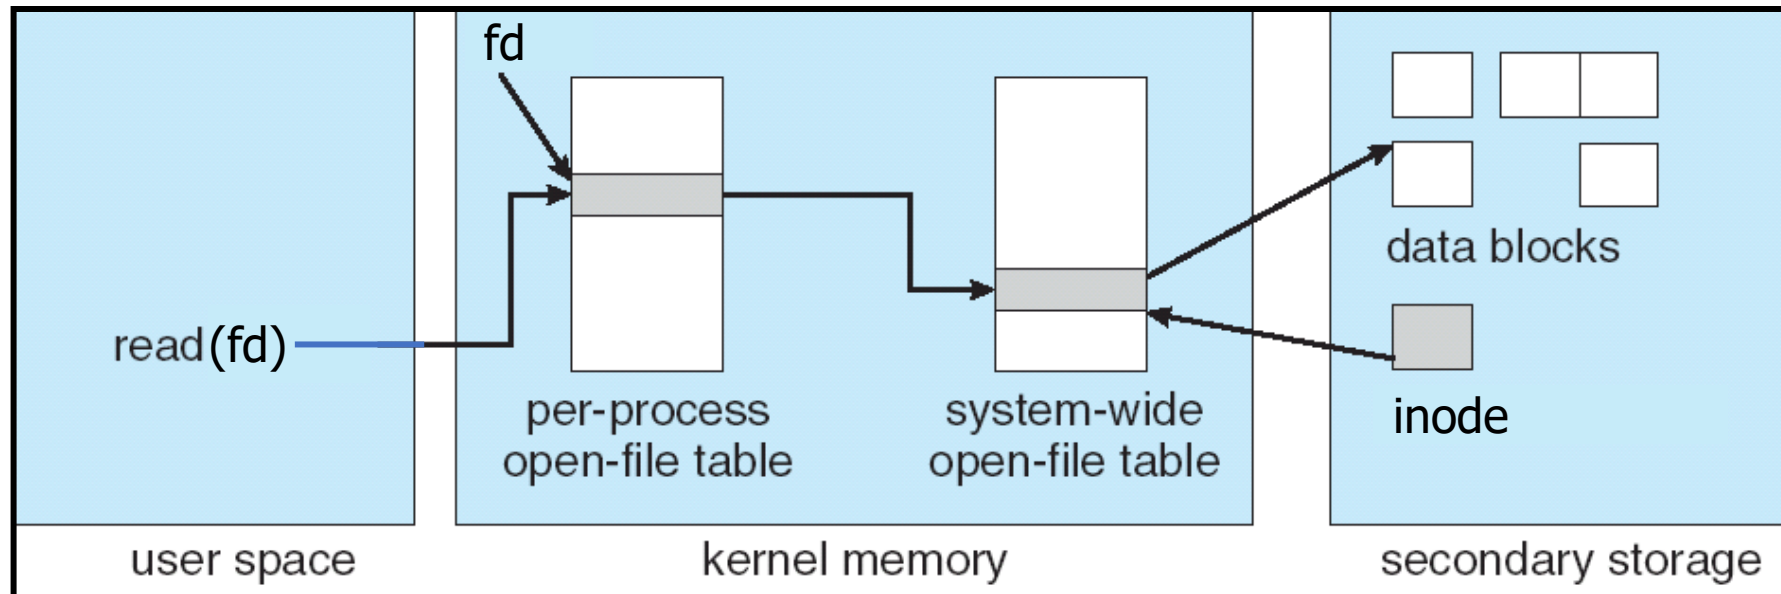 fd
data blocks
read(fd)
per-process
open-file table
system-wide
open-file table
inode
user space
kernel memory
secondary storage